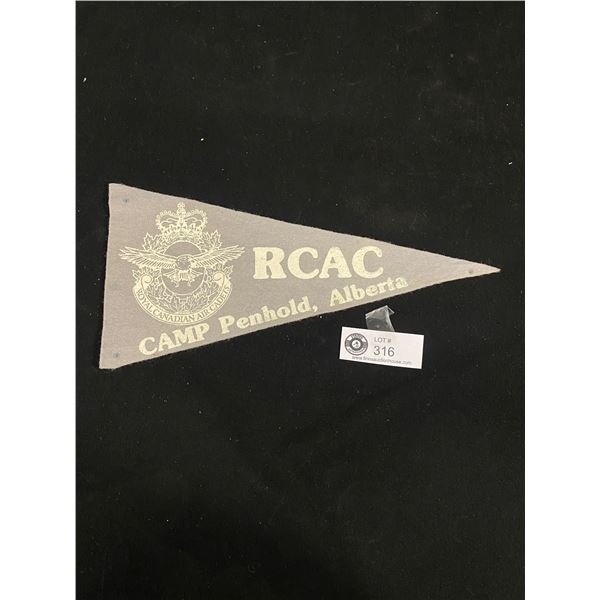 RCAC
ROYAL CANADIAN AIR CADETS
CAMP Penhold, Alberta
LOT #
316